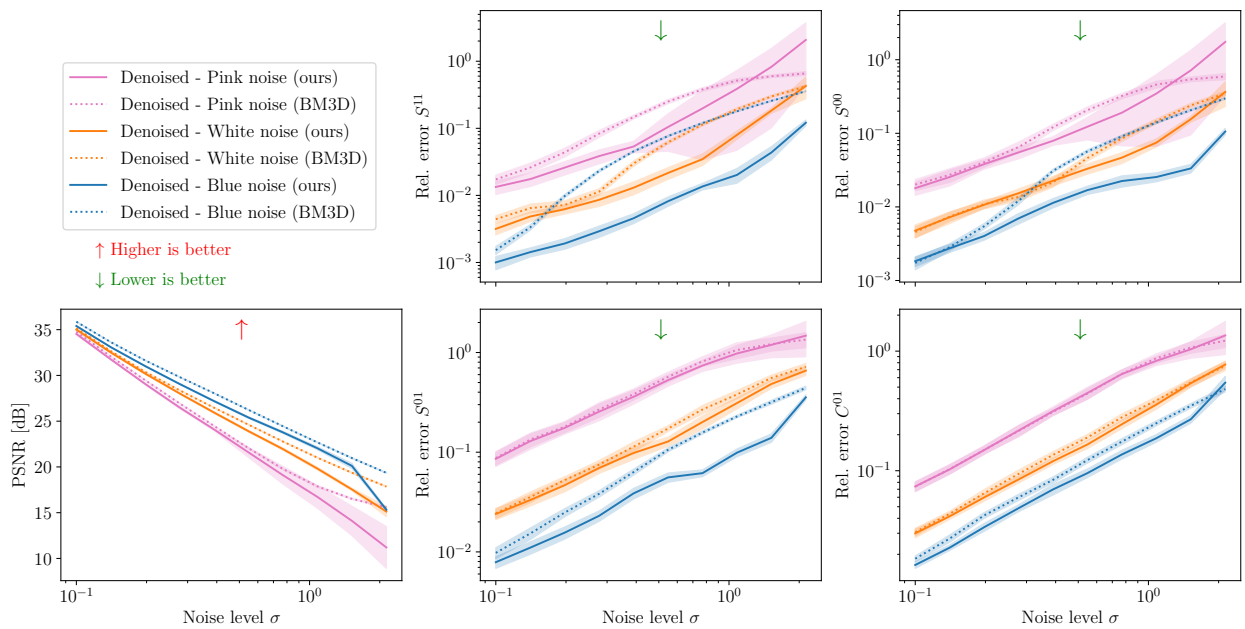 Denoised - Pink noise (ours)
Denoised - Pink noise (BM3D)
Denoised - White noise (ours)
Denoised - White noise (BM3D)
Denoised - Blue noise (ours)
Denoised - Blue noise (BM3D)
↑ Higher is better
↓ Lower is better
Rel. error S¹¹
10⁰
10⁻¹
10⁻²
10⁻³
↓
Rel. error S⁰⁰
10⁰
10⁻¹
10⁻²
10⁻³
↓
PSNR [dB]
35
30
25
20
15
10
↑
10⁻¹
10⁰
Noise level σ
Rel. error S⁰¹
10⁰
10⁻¹
10⁻²
↓
10⁻¹
10⁰
Noise level σ
Rel. error C⁰¹
10⁰
10⁻¹
↓
10⁻¹
10⁰
Noise level σ